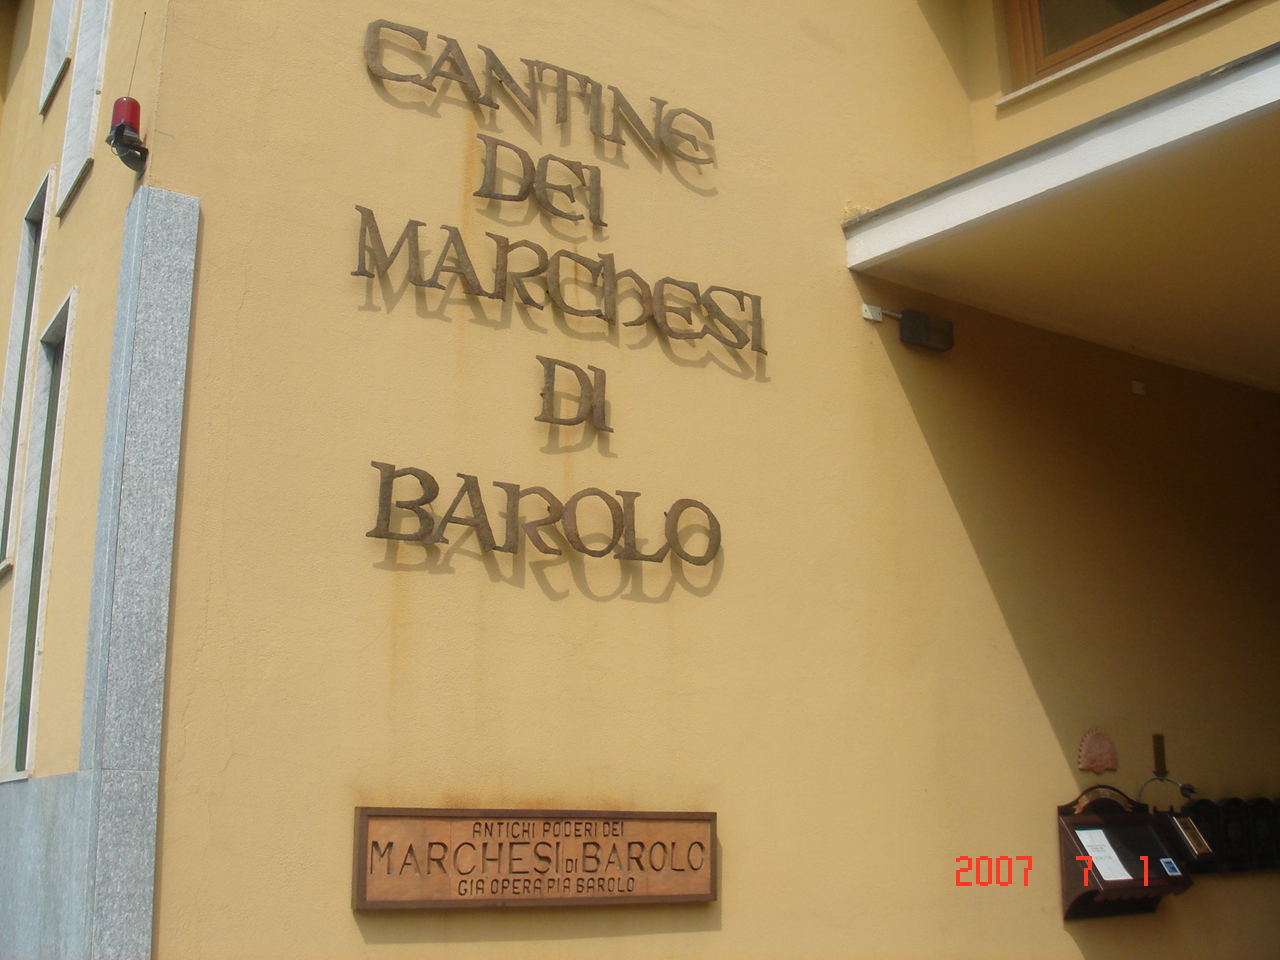 CANTINE
DEI
MARCHESI
DI
BAROLO
ANTICHI PODERI DEI
MARCHESI DI BAROLO
GIA OPERA PIA BAROLO
2007 7 1